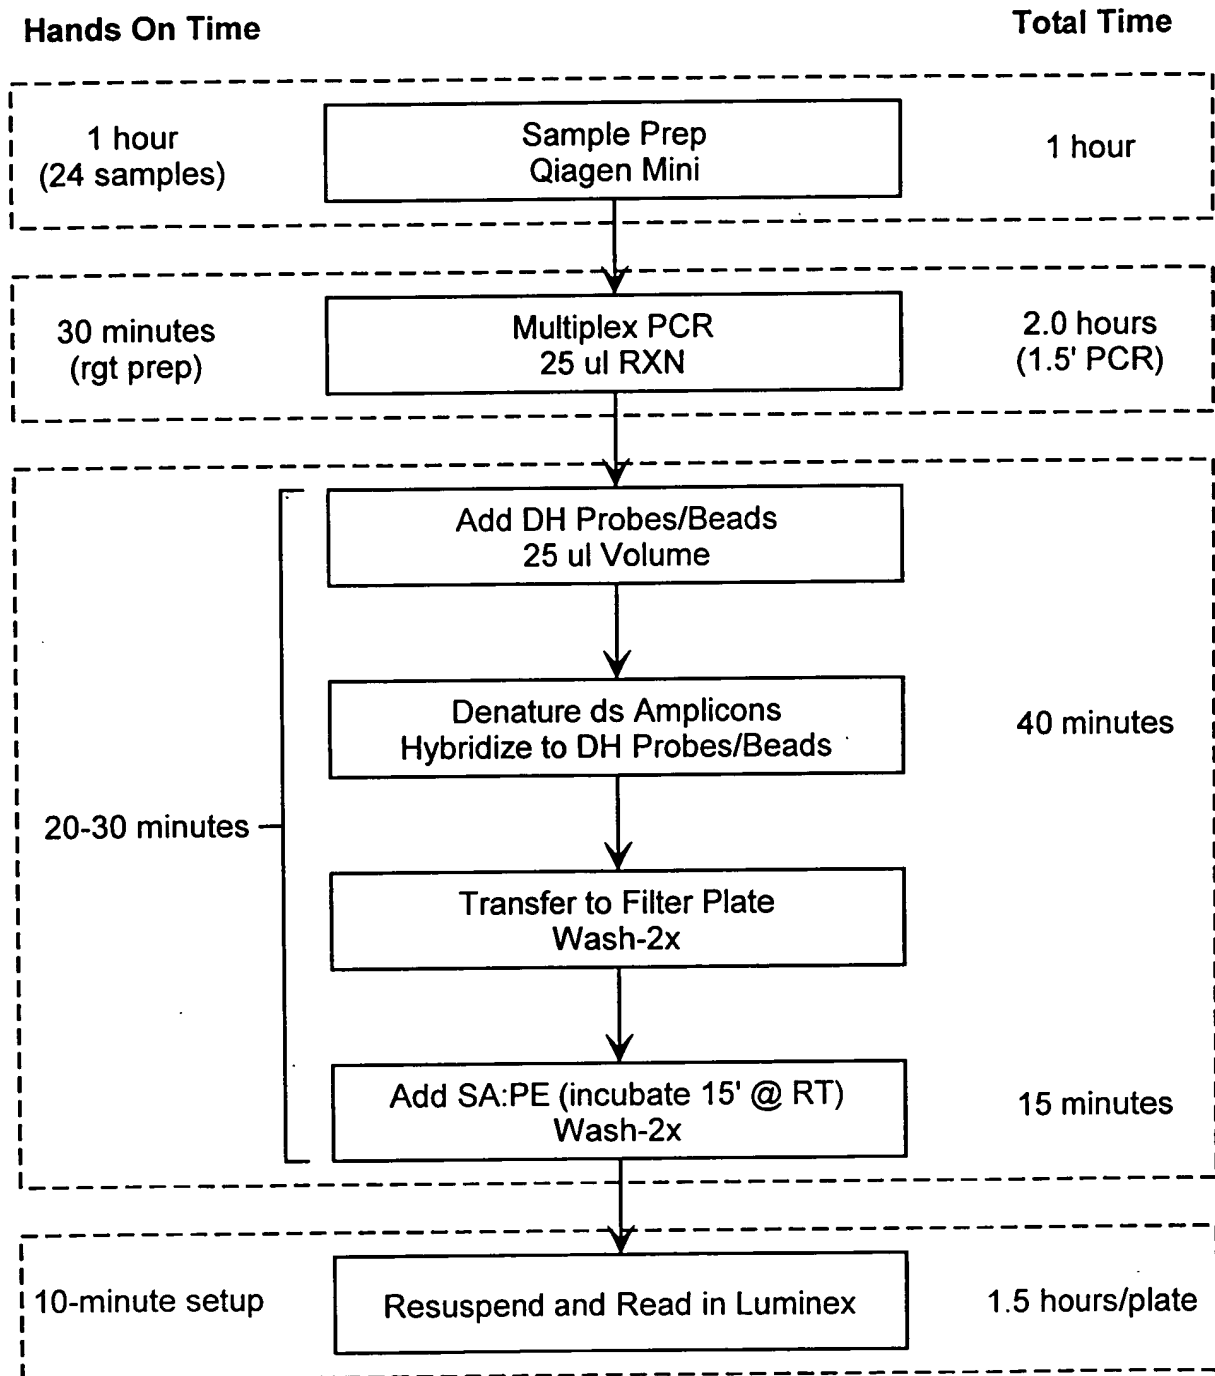 Hands On Time
Total Time
1 hour
(24 samples)
Sample Prep
Qiagen Mini
1 hour
30 minutes
(rgt prep)
Multiplex PCR
25 ul RXN
2.0 hours
(1.5' PCR)
Add DH Probes/Beads
25 ul Volume
Denature ds Amplicons
Hybridize to DH Probes/Beads
40 minutes
20-30 minutes
Transfer to Filter Plate
Wash-2x
Add SA:PE (incubate 15' @ RT)
Wash-2x
15 minutes
10-minute setup
Resuspend and Read in Luminex
1.5 hours/plate